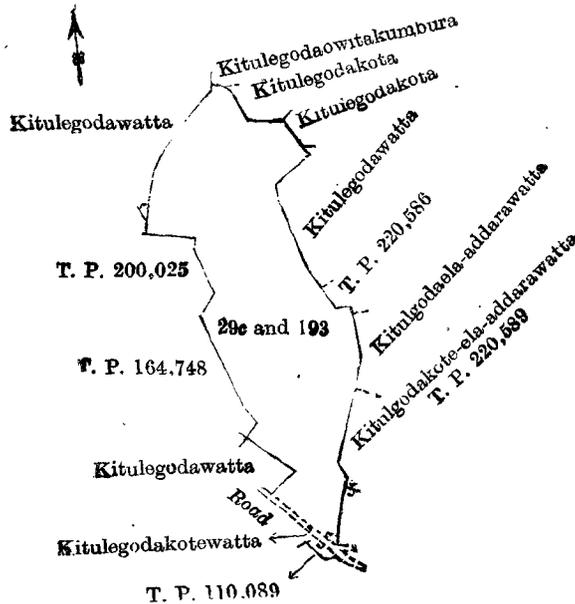 Kitulegodaowitakumbura
Kitulegodakota
Kituiegodakota
Kitulegodawatta
Kitulegodawatta
T. P. 220,586
Kitulgodaela-addarawatta
T. P. 200,025
29c and 193
Kitulgodakote-ela-addarawatta
T. P. 220,589
T. P. 164,748
Kitulegodawatta
Road
Kitulegodakotewatta
T. P. 110,089